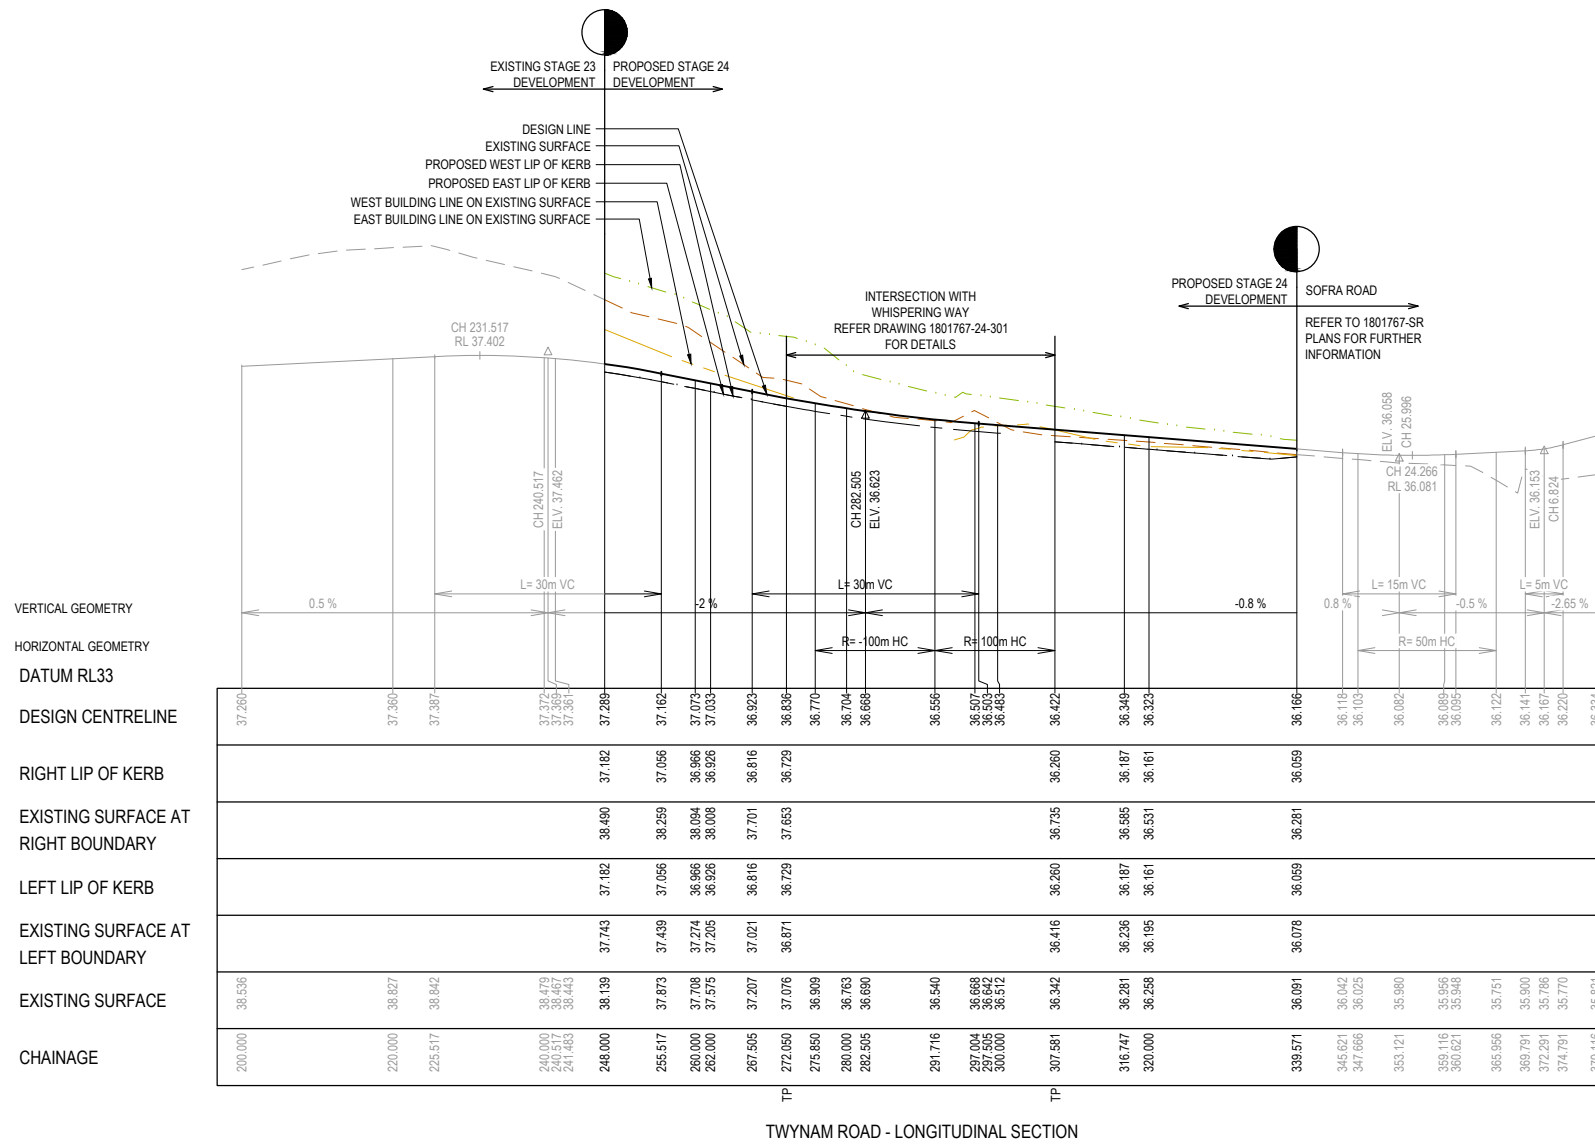 EXISTING STAGE 23
DEVELOPMENT
PROPOSED STAGE 24
DEVELOPMENT
DESIGN LINE
EXISTING SURFACE
PROPOSED WEST LIP OF KERB
PROPOSED EAST LIP OF KERB
WEST BUILDING LINE ON EXISTING SURFACE
EAST BUILDING LINE ON EXISTING SURFACE
INTERSECTION WITH
WHISPERING WAY
REFER DRAWING 1801767-24-301
FOR DETAILS
PROPOSED STAGE 24
DEVELOPMENT
SOFRA ROAD
REFER TO 1801767-SR
PLANS FOR FURTHER
INFORMATION
CH 231.517
RL 37.402
CH 240.517
ELV. 37.462
CH 282.505
ELV. 36.623
ELV. 36.058
CH 25.996
CH 24.266
RL 36.081
ELV. 36.153
CH 6.824
L= 30m VC
L= 30m VC
L= 15m VC
L= 5m VC
VERTICAL GEOMETRY
0.5 %
-2 %
-0.8 %
0.8 %
-0.5 %
-2.65 %
HORIZONTAL GEOMETRY
R= -100m HC
R= 100m HC
R= 50m HC
DATUM RL33
DESIGN CENTRELINE
37.260 37.360 37.387 37.372 37.369 37.361 37.289 37.162 37.073 37.033 36.923 36.836 36.770 36.704 36.668 36.556 36.507 36.503 36.483 36.422 36.349 36.323 36.166 36.118 36.103 36.082 36.089 36.095 36.122 36.141 36.167 36.220 36.334
RIGHT LIP OF KERB
37.182 37.056 36.966 36.926 36.816 36.729 36.260 36.187 36.161 36.059
EXISTING SURFACE AT
RIGHT BOUNDARY
38.490 38.259 38.094 38.008 37.701 37.653 36.735 36.585 36.531 36.281
LEFT LIP OF KERB
37.182 37.056 36.966 36.926 36.816 36.729 36.260 36.187 36.161 36.059
EXISTING SURFACE AT
LEFT BOUNDARY
37.743 37.439 37.274 37.205 37.021 36.871 36.416 36.236 36.195 36.078
EXISTING SURFACE
38.536 38.827 38.842 38.479 38.467 38.443 38.139 37.873 37.708 37.575 37.207 37.076 36.909 36.763 36.690 36.540 36.668 36.642 36.512 36.342 36.281 36.258 36.091 36.042 36.025 35.980 35.956 35.948 35.751 35.900 35.786 35.770
CHAINAGE
200.000 220.000 225.517 240.000 240.517 241.483 248.000 255.517 260.000 262.000 267.505 272.050 275.850 280.000 282.505 291.716 297.004 297.505 300.000 307.581 316.747 320.000 339.571 345.621 347.666 353.121 359.116 360.621 365.956 369.791 372.291 374.791
TP
TP
TWYNAM ROAD - LONGITUDINAL SECTION